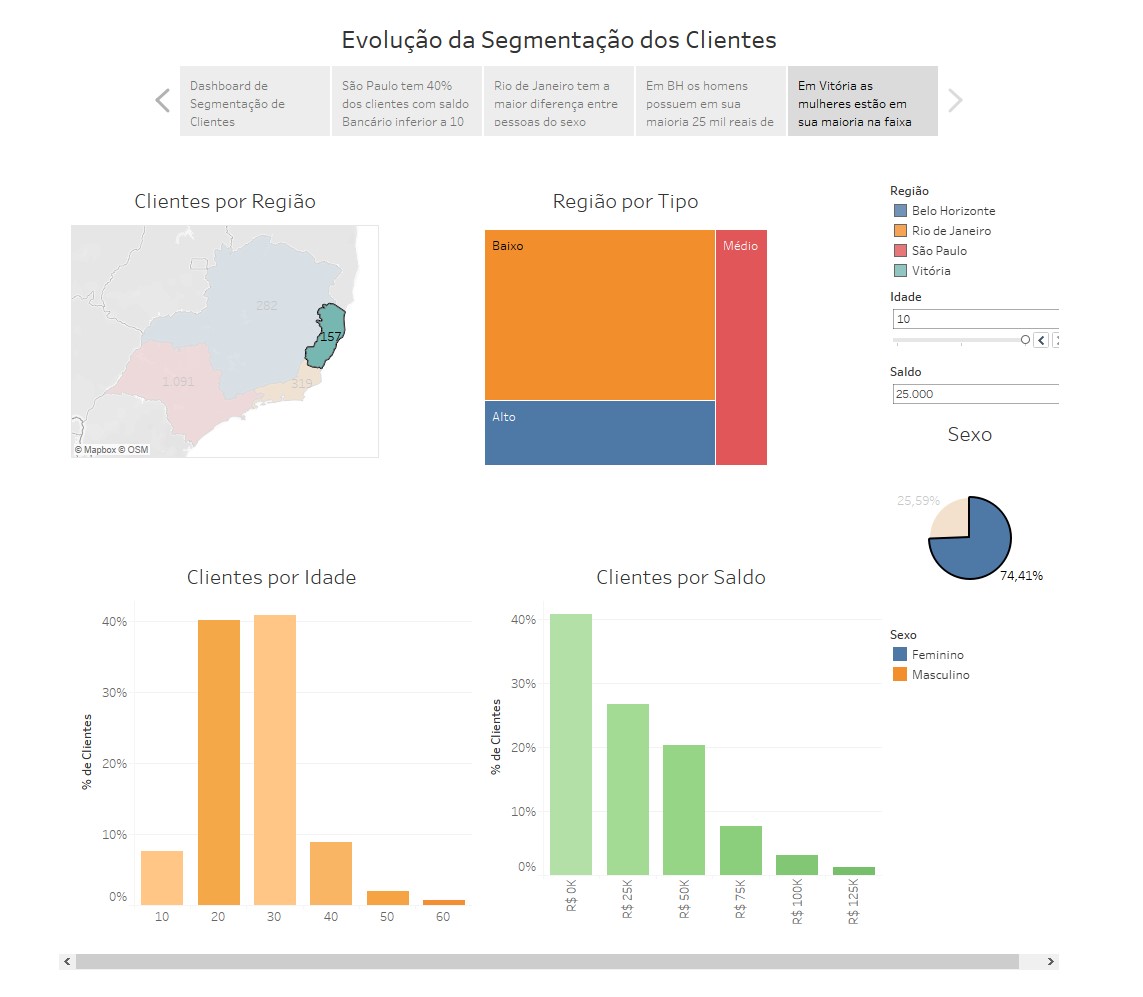 Evolução da Segmentação dos Clientes
Dashboard de
Segmentação de
Clientes
São Paulo tem 40%
dos clientes com saldo
Bancário inferior a 10
Rio de Janeiro tem a
maior diferença entre
pessoas do sexo
Em BH os homens
possuem em sua
maioria 25 mil reais de
Em Vitória as
mulheres estão em
sua maioria na faixa
Clientes por Região
282
157
1.091
319
© Mapbox © OSM
Região por Tipo
Baixo
Médio
Alto
Região
Belo Horizonte
Rio de Janeiro
São Paulo
Vitória
Idade
10
Saldo
25.000
Sexo
25,59%
74,41%
Sexo
Feminino
Masculino
Clientes por Idade
% de Clientes
40%
30%
20%
10%
0%
10
20
30
40
50
60
Clientes por Saldo
% de Clientes
40%
30%
20%
10%
0%
R$ 0K
R$ 25K
R$ 50K
R$ 75K
R$ 100K
R$ 125K